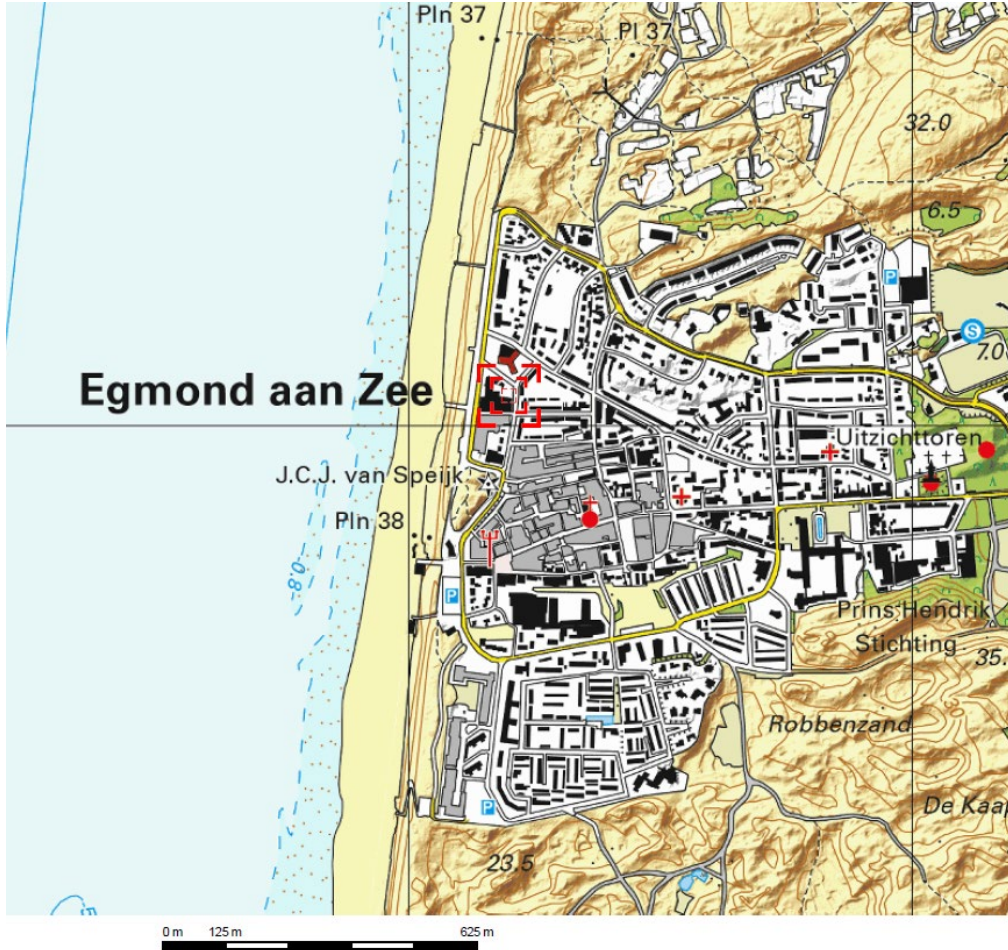 Pln 37
Pl 37
32.0
6.5
P
S
7.0
Egmond aan Zee
Uitzichttoren
J.C.J. van Speijk
Pln 38
-0.8
P
Prins Hendrik
Stichting
35.
Robbenzand
P
De Kaap
23.5
0 m 125 m 625 m